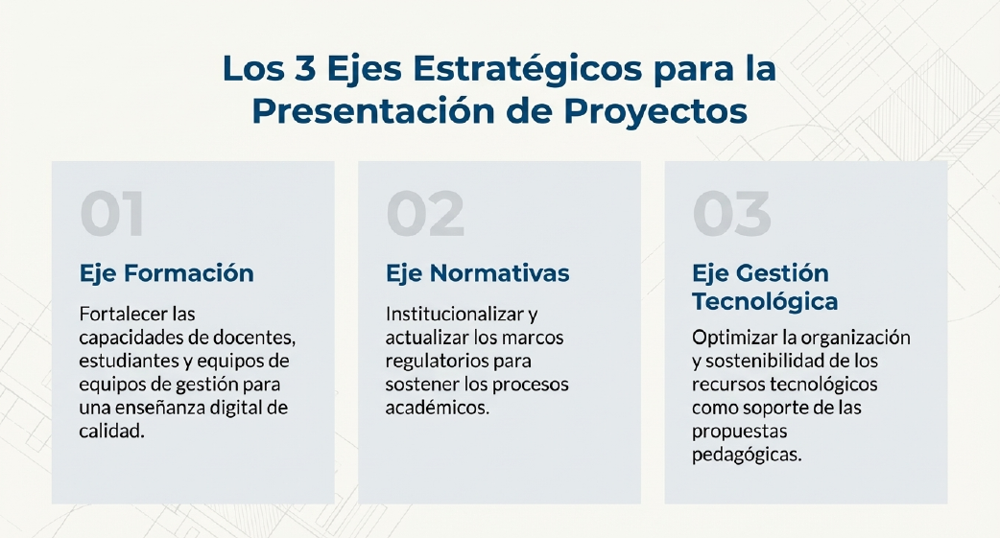 Los 3 Ejes Estratégicos para la
Presentación de Proyectos
01
Eje Formación
Fortalecer las
capacidades de docentes,
estudiantes y equipos de
equipos de gestión para
una enseñanza digital de
calidad.
02
Eje Normativas
Institucionalizar y
actualizar los marcos
regulatorios para
sostener los procesos
académicos.
03
Eje Gestión
Tecnológica
Optimizar la organización
y sostenibilidad de los
recursos tecnológicos
como soporte de las
propuestas
pedagógicas.